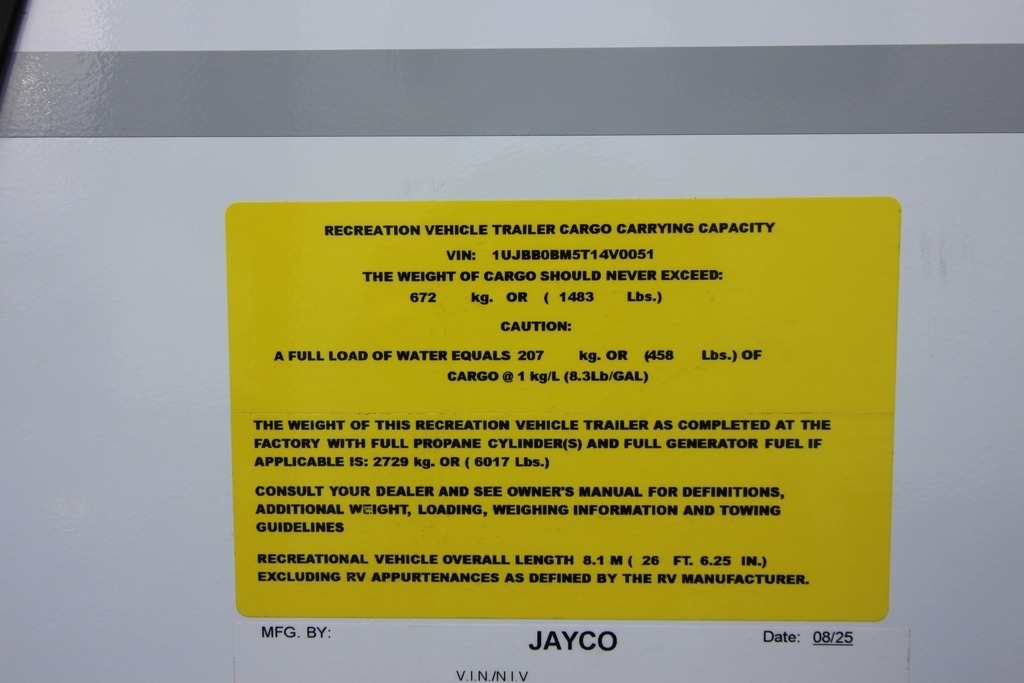 RECREATION VEHICLE TRAILER CARGO CARRYING CAPACITY
VIN: 1UJBB0BM5T14V0051
THE WEIGHT OF CARGO SHOULD NEVER EXCEED:
672 kg. OR ( 1483 Lbs.)
CAUTION:
A FULL LOAD OF WATER EQUALS 207 kg. OR (458 Lbs.) OF
CARGO @ 1 kg/L (8.3Lb/GAL)
THE WEIGHT OF THIS RECREATION VEHICLE TRAILER AS COMPLETED AT THE
FACTORY WITH FULL PROPANE CYLINDER(S) AND FULL GENERATOR FUEL IF
APPLICABLE IS: 2729 kg. OR ( 6017 Lbs.)
CONSULT YOUR DEALER AND SEE OWNER'S MANUAL FOR DEFINITIONS,
ADDITIONAL WEIGHT, LOADING, WEIGHING INFORMATION AND TOWING
GUIDELINES
RECREATIONAL VEHICLE OVERALL LENGTH 8.1 M ( 26 FT. 6.25 IN.)
EXCLUDING RV APPURTENANCES AS DEFINED BY THE RV MANUFACTURER.
MFG. BY: JAYCO Date: 08/25
V.I.N./N.I.V